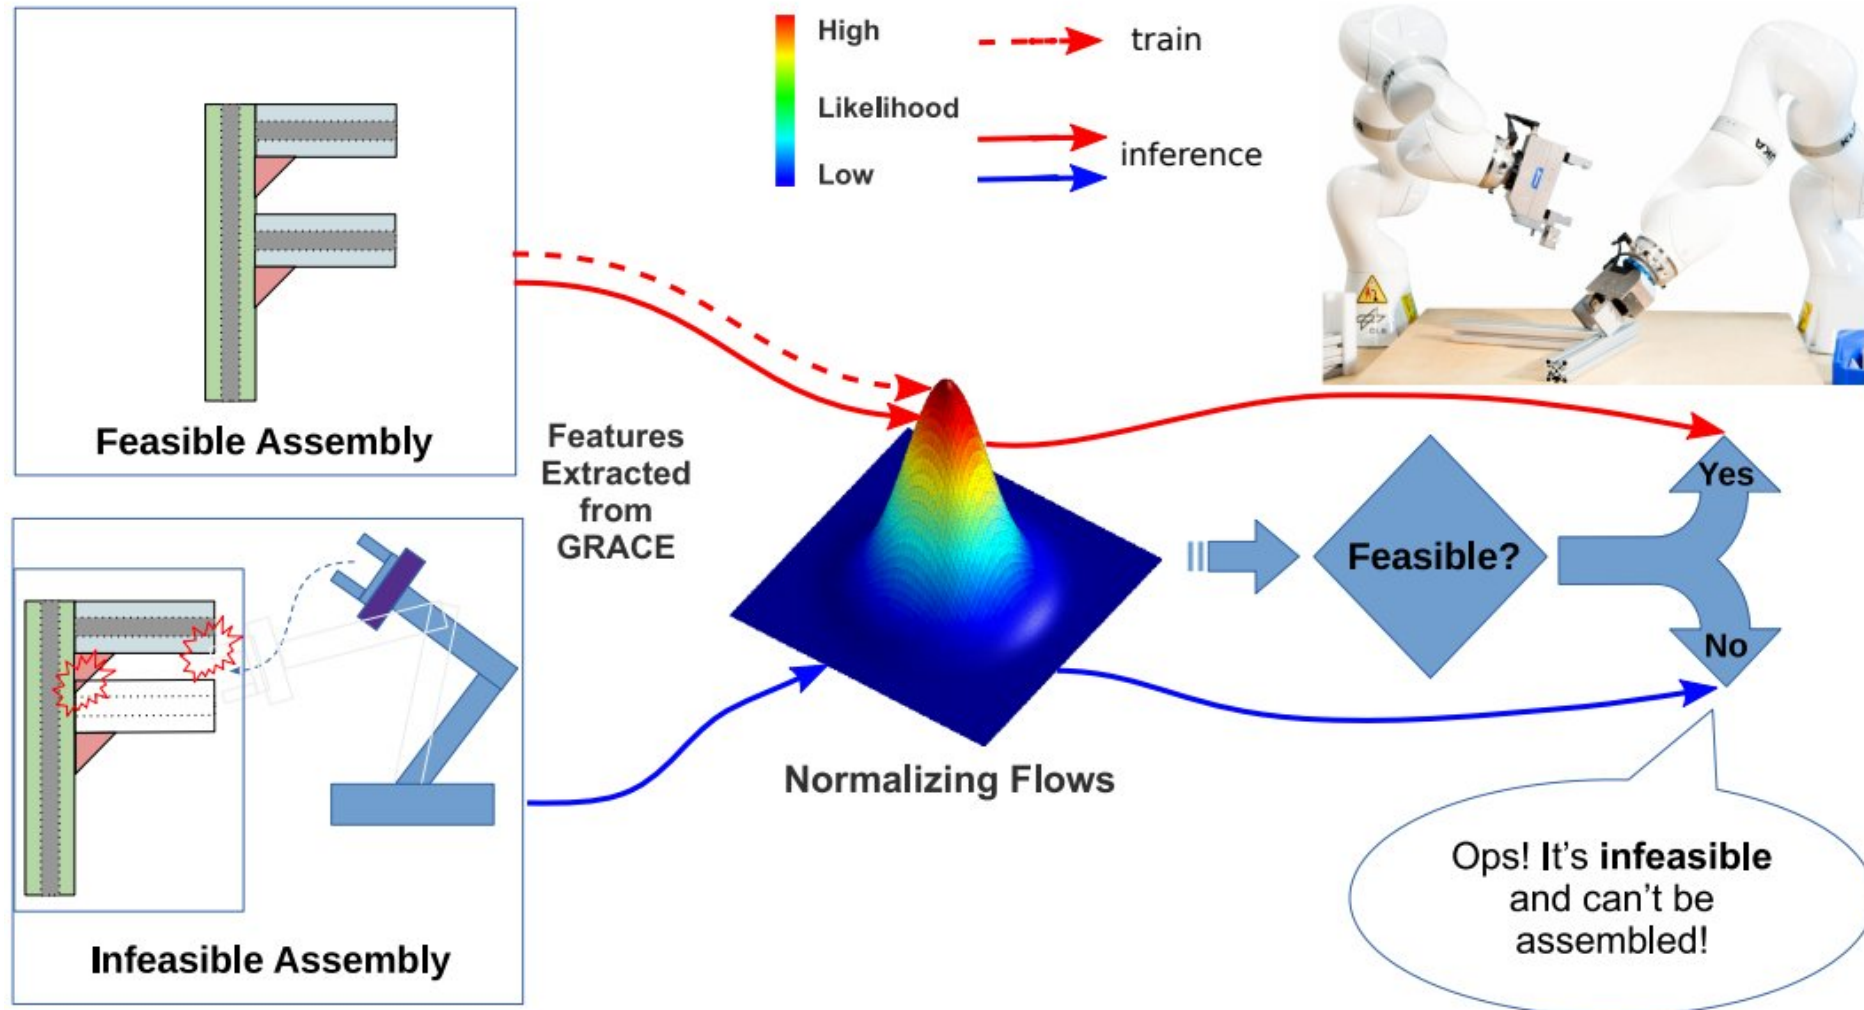 High
Likelihood
Low
train
inference
Feasible Assembly
Features
Extracted
from
GRACE
Infeasible Assembly
Normalizing Flows
Feasible?
Yes
No
Ops! It's infeasible
and can't be
assembled!